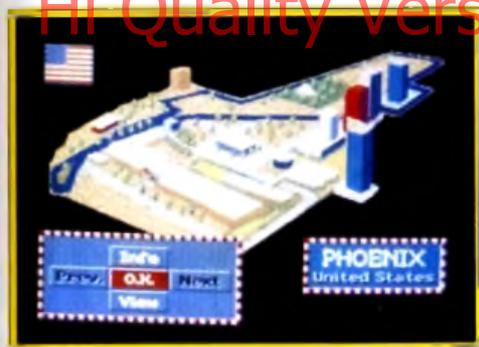 Hi Quality Vers
Info
Prev. O.K. Next
View
PHOENIX
United States